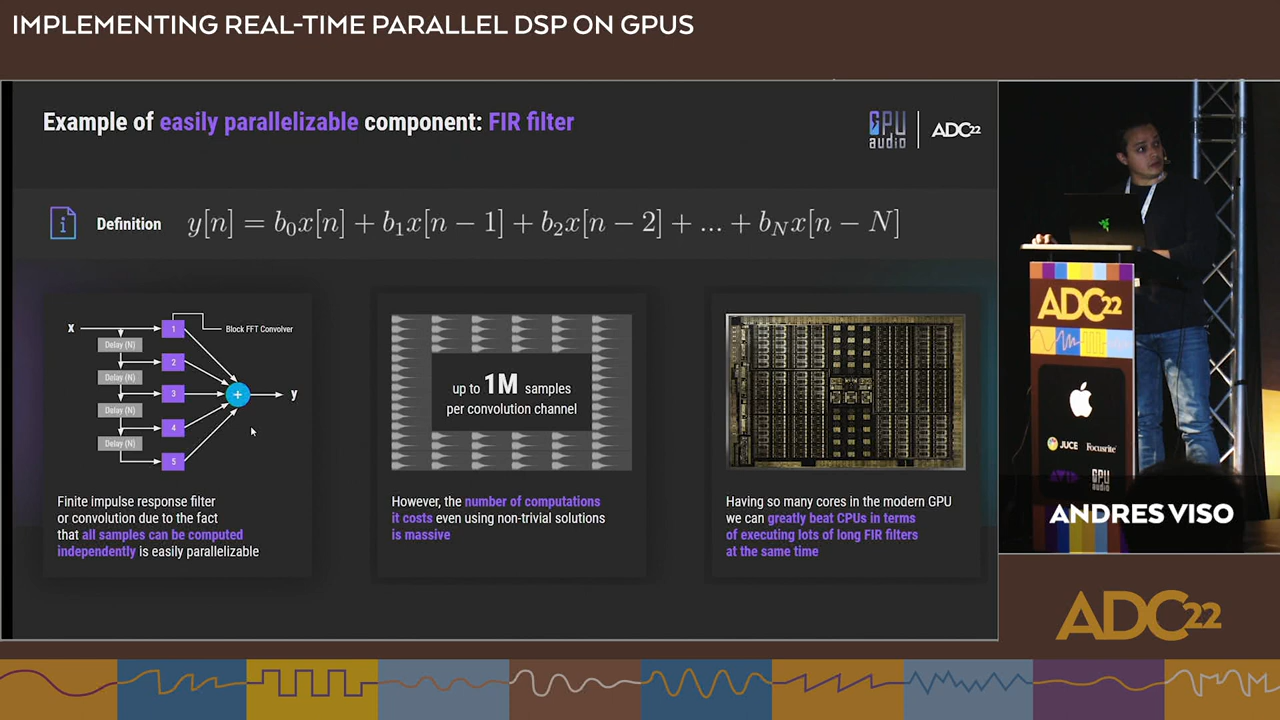 IMPLEMENTING REAL-TIME PARALLEL DSP ON GPUS
Example of easily parallelizable component: FIR filter
GPU audio
ADC22
Definition
y[n] = b₀x[n] + b₁x[n − 1] + b₂x[n − 2] + ... + b_N x[n − N]
x
1
Block FFT Convolver
Delay (N)
2
Delay (N)
3
+
y
Delay (N)
4
Delay (N)
5
Finite impulse response filter
or convolution due to the fact
that all samples can be computed
independently is easily parallelizable
up to 1M samples
per convolution channel
However, the number of computations
it costs even using non-trivial solutions
is massive
Having so many cores in the modern GPU
we can greatly beat CPUs in terms
of executing lots of long FIR filters
at the same time
ADC22
JUCE
Focusrite
AVID
GPU audio
ANDRES VISO
ADC22